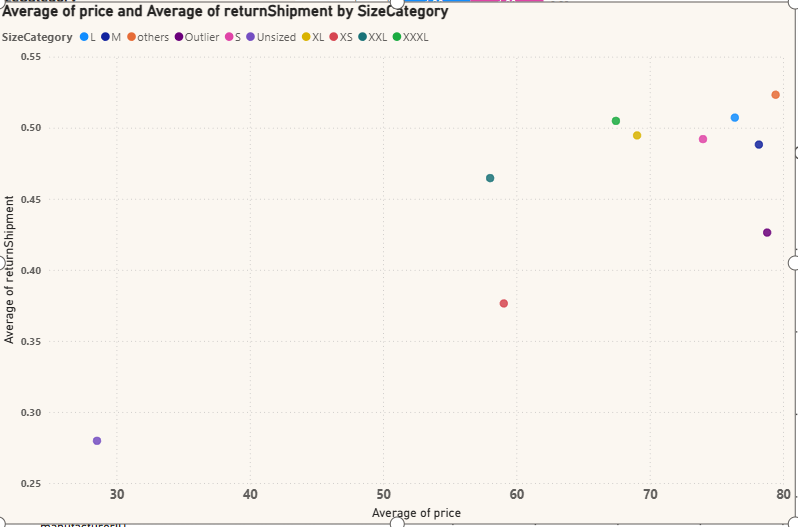 Average of price and Average of returnShipment by SizeCategory
SizeCategory L M others Outlier S Unsized XL XS XXL XXXL
0.55
0.50
0.45
0.40
0.35
0.30
0.25
Average of returnShipment
30 40 50 60 70 80
Average of price